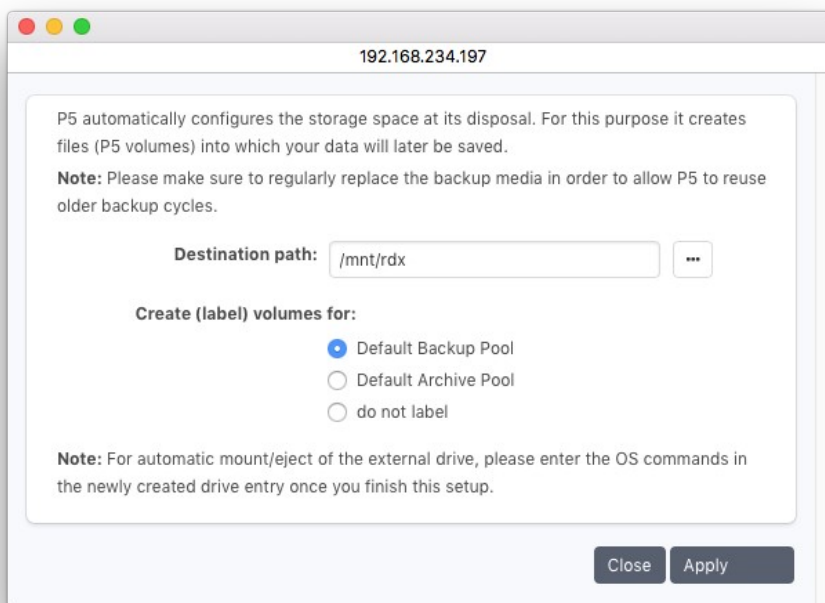 192.168.234.197
P5 automatically configures the storage space at its disposal. For this purpose it creates
files (P5 volumes) into which your data will later be saved.
Note: Please make sure to regularly replace the backup media in order to allow P5 to reuse
older backup cycles.
Destination path: /mnt/rdx ...
Create (label) volumes for:
Default Backup Pool
Default Archive Pool
do not label
Note: For automatic mount/eject of the external drive, please enter the OS commands in
the newly created drive entry once you finish this setup.
Close Apply